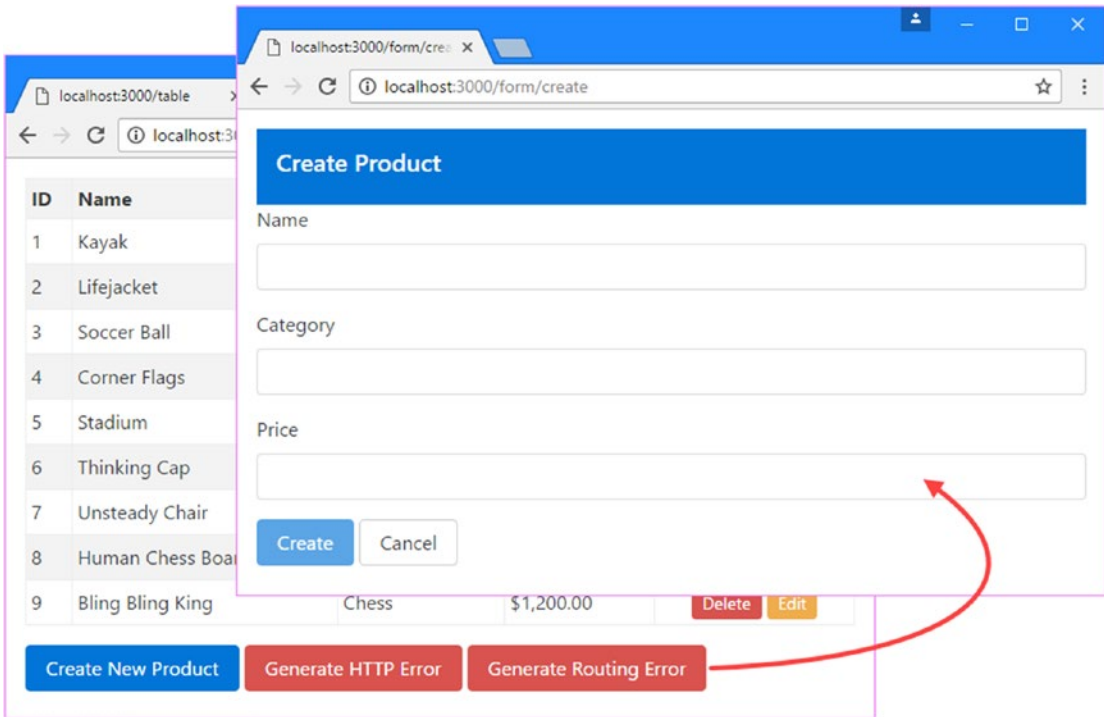 localhost:3000/form/crea
localhost:3000/form/create
Create Product
Name
Category
Price
Create Cancel
localhost:3000/table
localhost:3
ID Name
1 Kayak
2 Lifejacket
3 Soccer Ball
4 Corner Flags
5 Stadium
6 Thinking Cap
7 Unsteady Chair
8 Human Chess Boa
9 Bling Bling King Chess $1,200.00 Delete Edit
Create New Product Generate HTTP Error Generate Routing Error